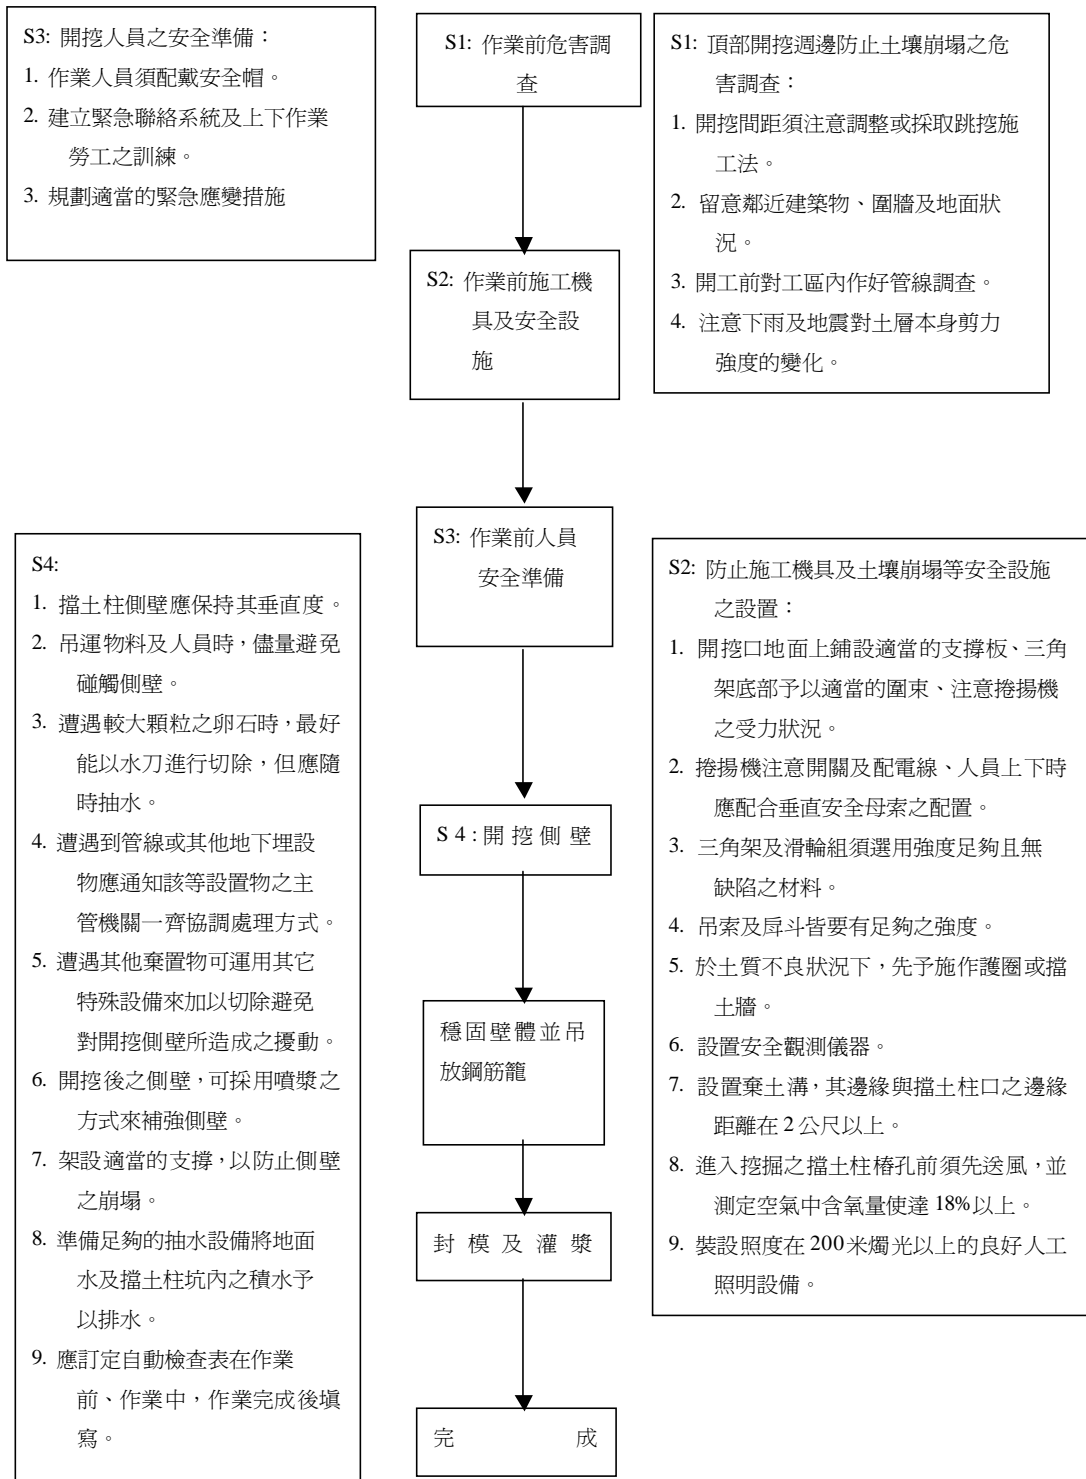 S3: 開挖人員之安全準備：
1. 作業人員須配戴安全帽。
2. 建立緊急聯絡系統及上下作業
勞工之訓練。
3. 規劃適當的緊急應變措施
S1: 作業前危害調
查
S1: 頂部開挖週邊防止土壤崩塌之危
害調查：
1. 開挖間距須注意調整或採取跳挖施
工法。
2. 留意鄰近建築物、圍牆及地面狀
況。
3. 開工前對工區內作好管線調查。
4. 注意下雨及地震對土層本身剪力
強度的變化。
S2: 作業前施工機
具及安全設
施
S3: 作業前人員
安全準備
S4:
1. 擋土柱側壁應保持其垂直度。
2. 吊運物料及人員時，儘量避免
碰觸側壁。
3. 遭遇較大顆粒之卵石時，最好
能以水刀進行切除，但應隨
時抽水。
4. 遭遇到管線或其他地下埋設
物應通知該等設置物之主
管機關一齊協調處理方式。
5. 遭遇其他棄置物可運用其它
特殊設備來加以切除避免
對開挖側壁所造成之擾動。
6. 開挖後之側壁，可採用噴漿之
方式來補強側壁。
7. 架設適當的支撐，以防止側壁
之崩塌。
8. 準備足夠的抽水設備將地面
水及擋土柱坑內之積水予
以排水。
9. 應訂定自動檢查表在作業
前、作業中，作業完成後填
寫。
S 4 : 開挖側壁
穩固壁體並吊
放鋼筋籠
封模及灌漿
完 成
S2: 防止施工機具及土壤崩塌等安全設施
之設置：
1. 開挖口地面上鋪設適當的支撐板、三角
架底部予以適當的圍束、注意捲揚機
之受力狀況。
2. 捲揚機注意開關及配電線、人員上下時
應配合垂直安全母索之配置。
3. 三角架及滑輪組須選用強度足夠且無
缺陷之材料。
4. 吊索及戽斗皆要有足夠之強度。
5. 於土質不良狀況下，先予施作護圈或擋
土牆。
6. 設置安全觀測儀器。
7. 設置棄土溝，其邊緣與擋土柱口之邊緣
距離在 2 公尺以上。
8. 進入挖掘之擋土柱樁孔前須先送風，並
測定空氣中含氧量使達 18%以上。
9. 裝設照度在 200 米燭光以上的良好人工
照明設備。